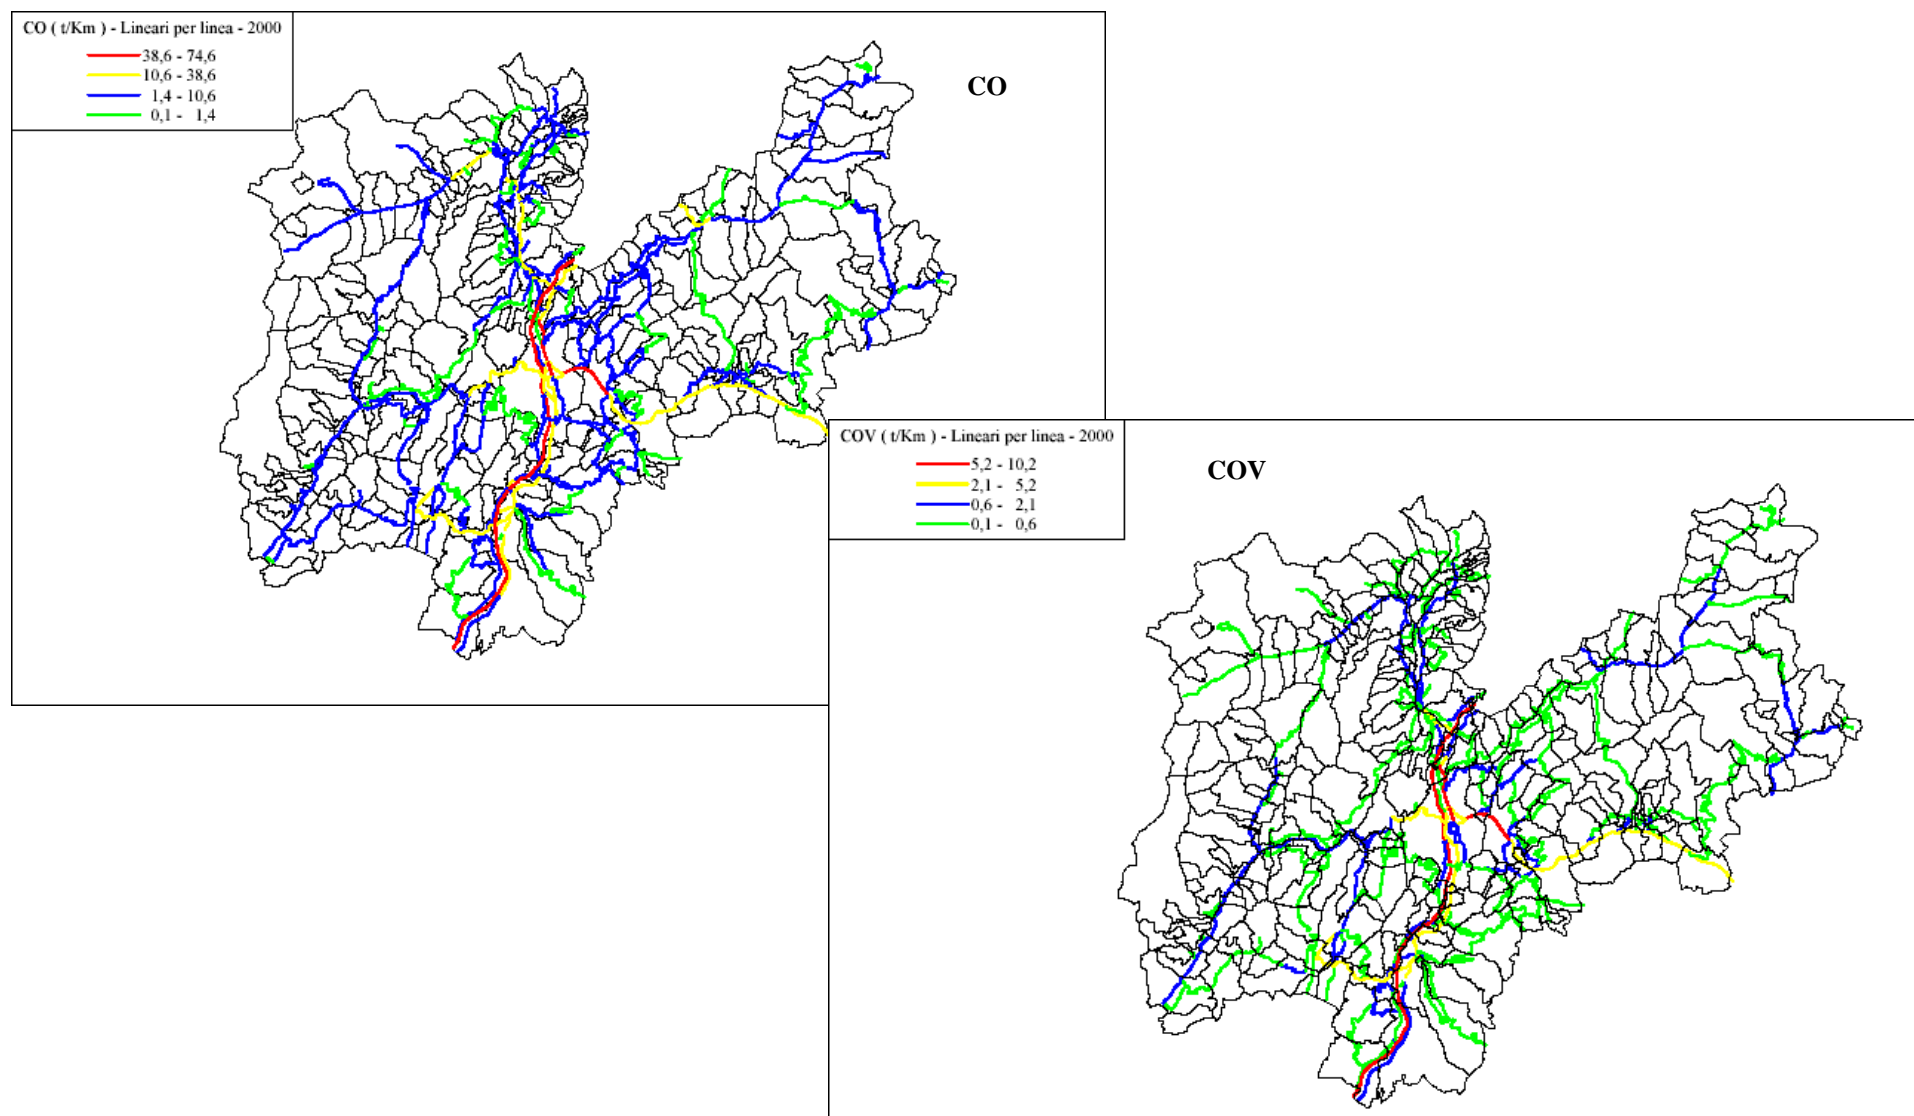 CO ( t/Km ) - Lineari per linea - 2000
38,6 - 74,6
10,6 - 38,6
1,4 - 10,6
0,1 - 1,4
CO
COV ( t/Km ) - Lineari per linea - 2000
5,2 - 10,2
2,1 - 5,2
0,6 - 2,1
0,1 - 0,6
COV